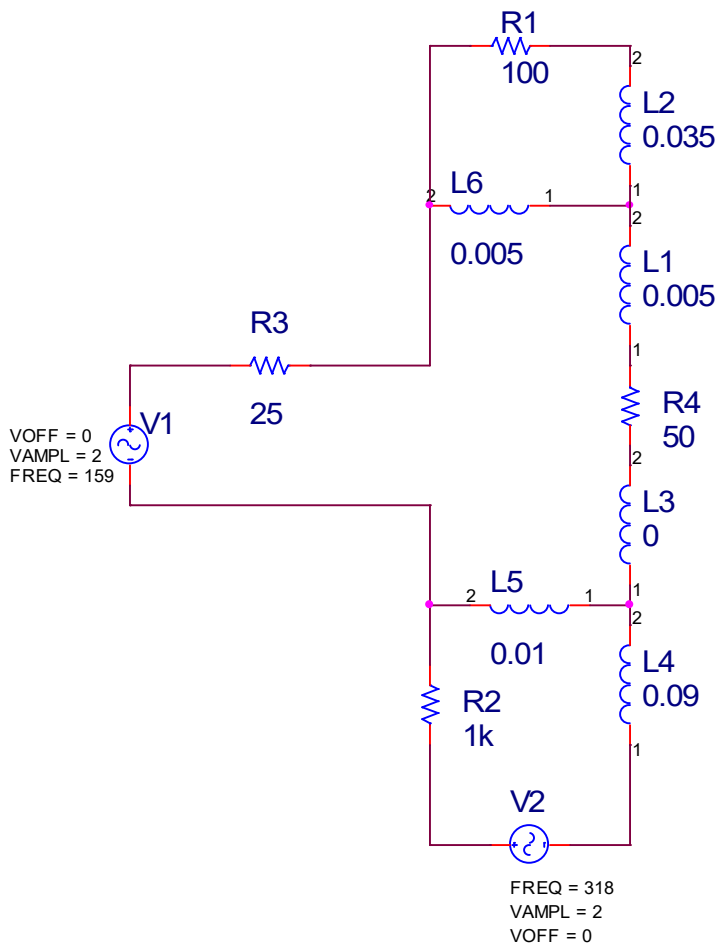 R1
100
2
L2
0.035
1
2
L6
1
0.005
2
L1
0.005
1
R3
25
R4
50
V1
VOFF = 0
VAMPL = 2
FREQ = 159
2
L3
0
1
2
L5
1
0.01
2
L4
0.09
1
R2
1k
V2
FREQ = 318
VAMPL = 2
VOFF = 0